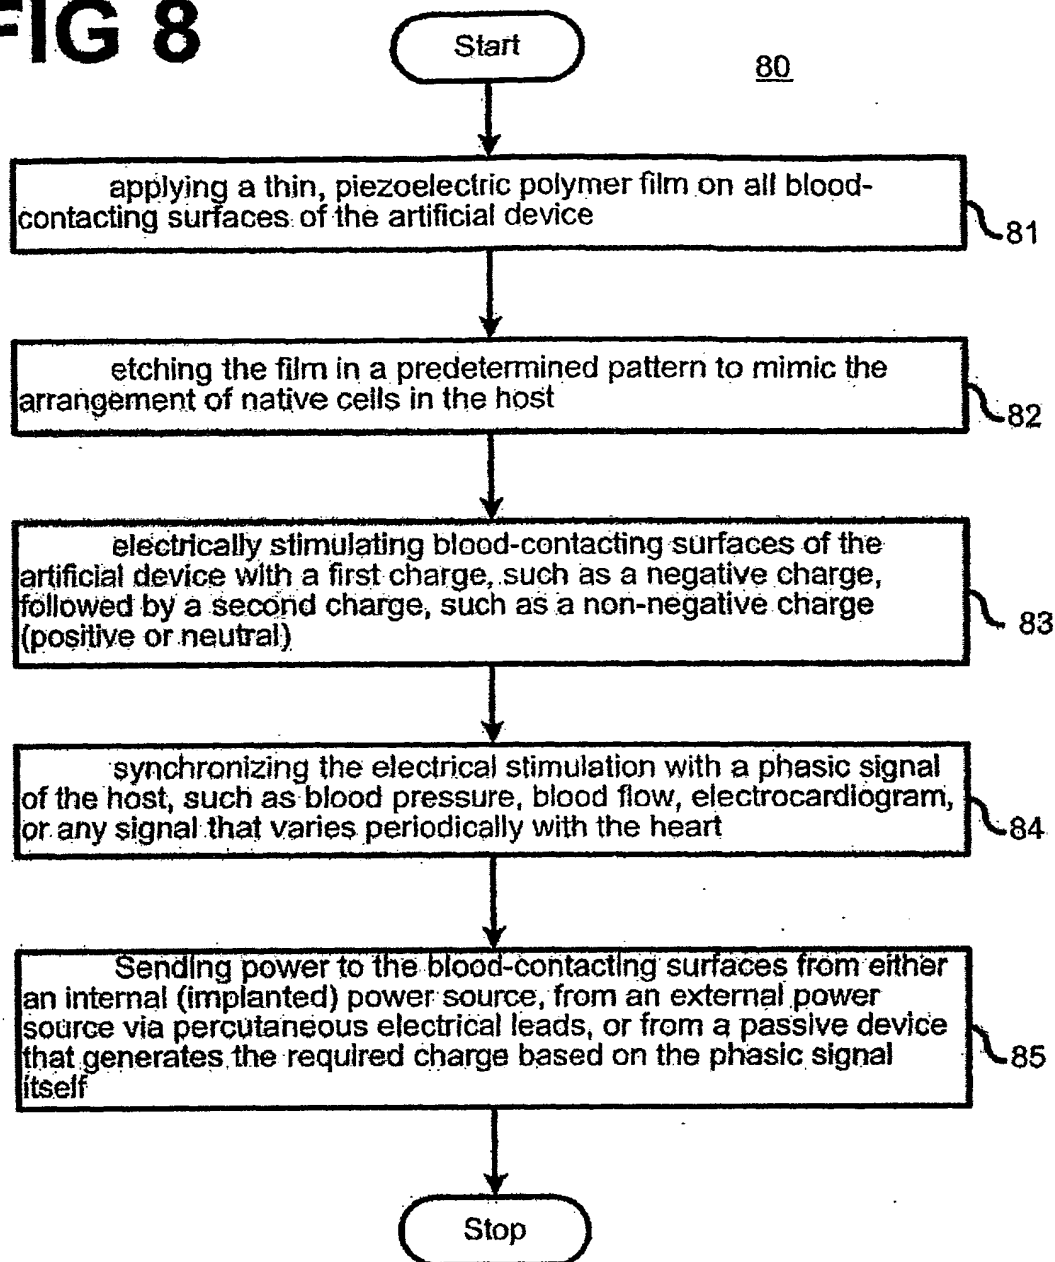 FIG 8
Start
80
applying a thin, piezoelectric polymer film on all blood-
contacting surfaces of the artificial device
81
etching the film in a predetermined pattern to mimic the
arrangement of native cells in the host
82
electrically stimulating blood-contacting surfaces of the
artificial device with a first charge, such as a negative charge,
followed by a second charge, such as a non-negative charge
(positive or neutral)
83
synchronizing the electrical stimulation with a phasic signal
of the host, such as blood pressure, blood flow, electrocardiogram,
or any signal that varies periodically with the heart
84
Sending power to the blood-contacting surfaces from either
an internal (implanted) power source, from an external power
source via percutaneous electrical leads, or from a passive device
that generates the required charge based on the phasic signal
itself
85
Stop